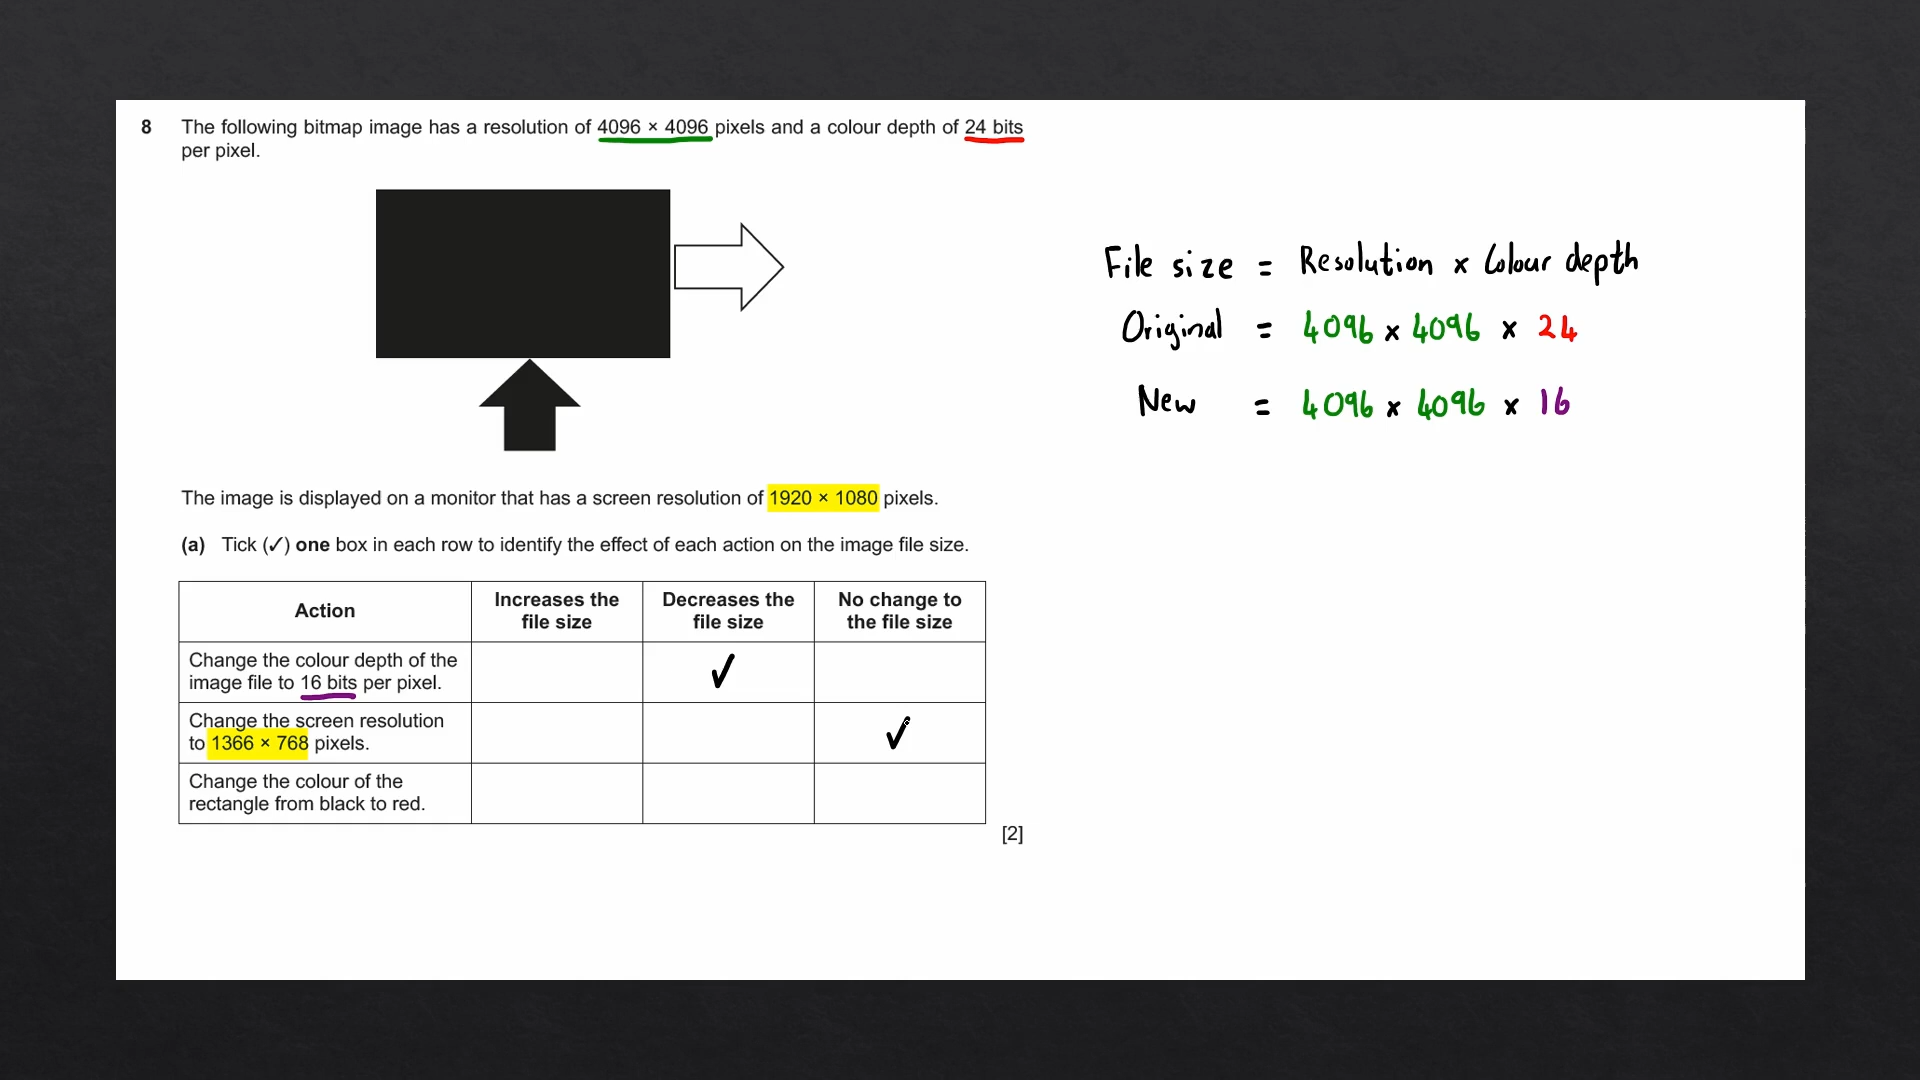 8 The following bitmap image has a resolution of 4096 × 4096 pixels and a colour depth of 24 bits
per pixel.
File size = Resolution x Colour depth
Original = 4096 x 4096 x 24
New = 4096 x 4096 x 16
The image is displayed on a monitor that has a screen resolution of 1920 × 1080 pixels.
(a) Tick (✓) one box in each row to identify the effect of each action on the image file size.
Action
Increases the
file size
Decreases the
file size
No change to
the file size
Change the colour depth of the
image file to 16 bits per pixel.
✓
Change the screen resolution
to 1366 × 768 pixels.
✓
Change the colour of the
rectangle from black to red.
[2]